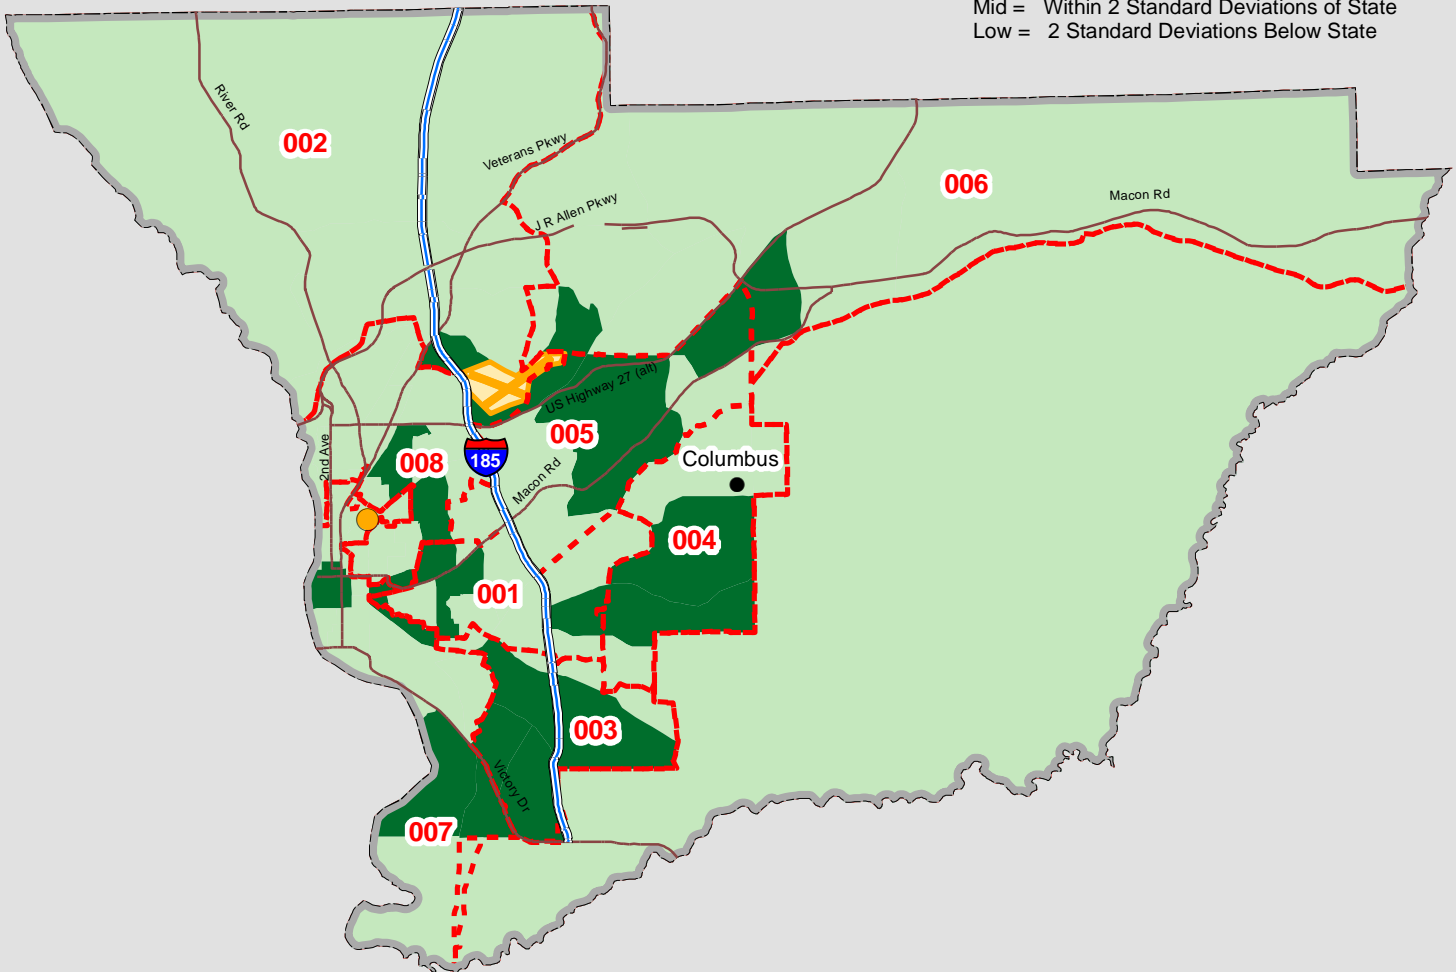 Mid = Within 2 Standard Deviations of State
Low = 2 Standard Deviations Below State
River Rd
002
Veterans Pkwy
006
Macon Rd
J R Allen Pkwy
US Highway 27 (alt)
005
2nd Ave
008
185
Macon Rd
Columbus
004
001
003
Victory Dr
007